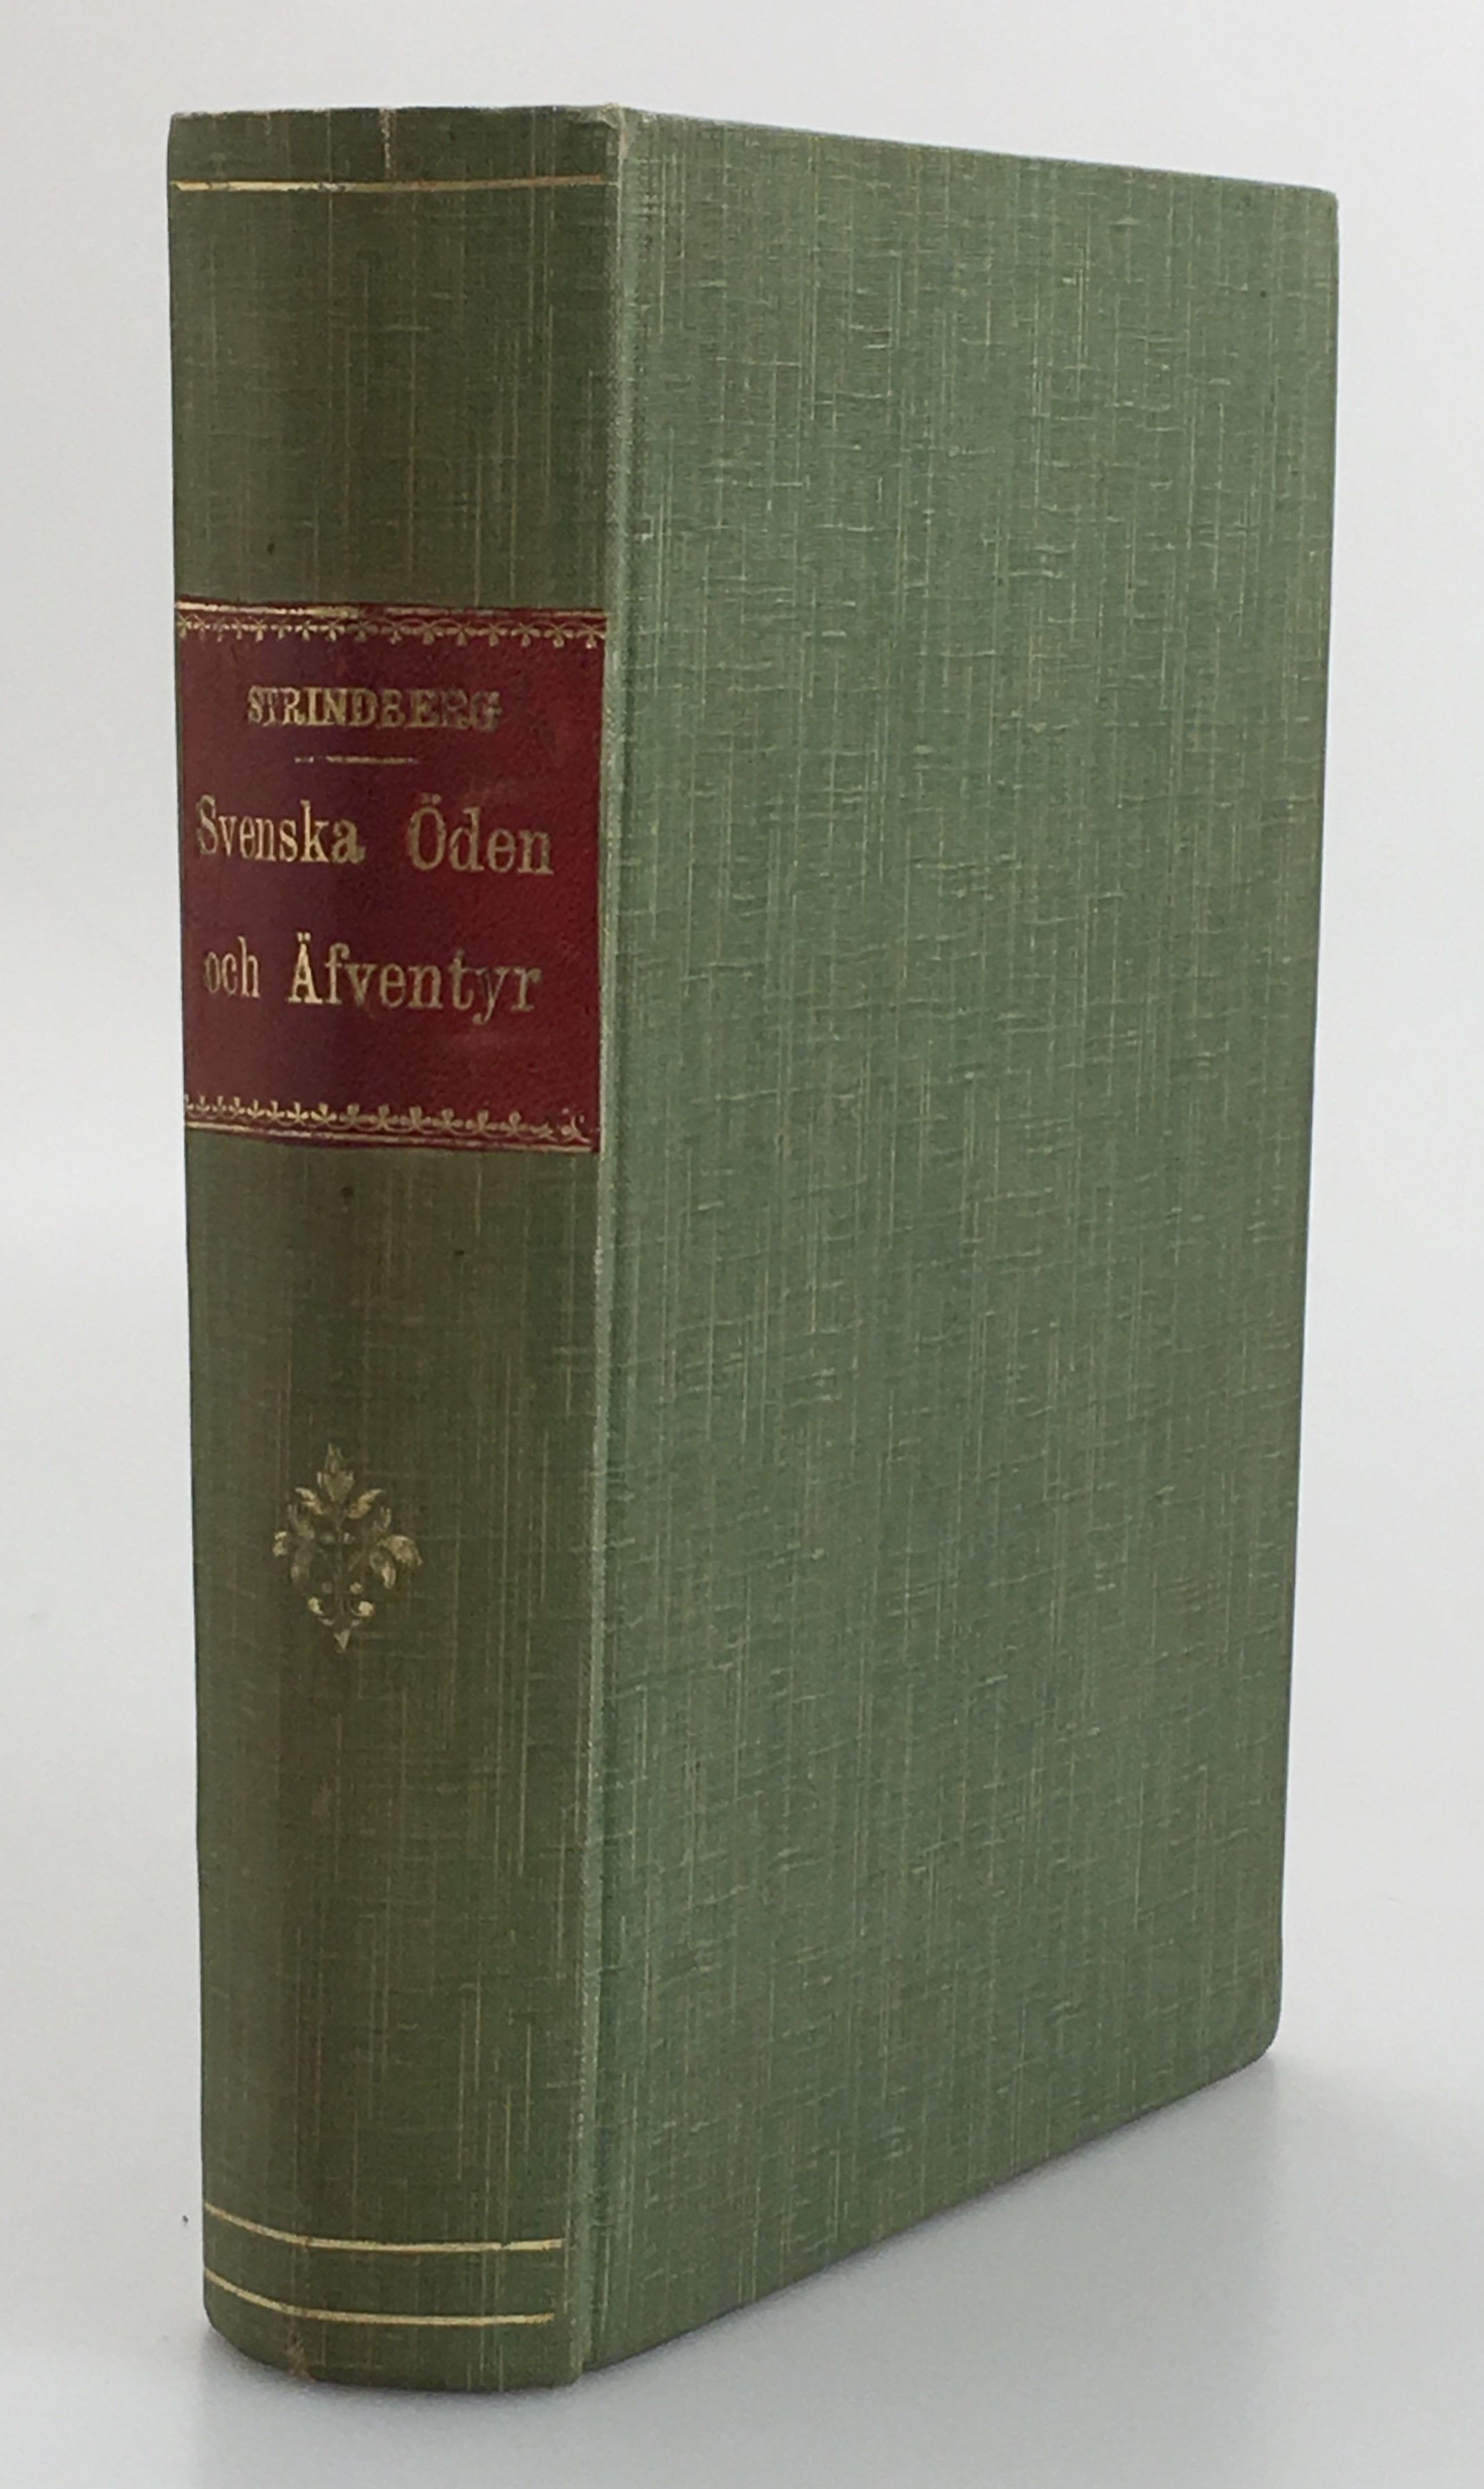 STRINDBERG
Svenska Öden
och Äfventyr